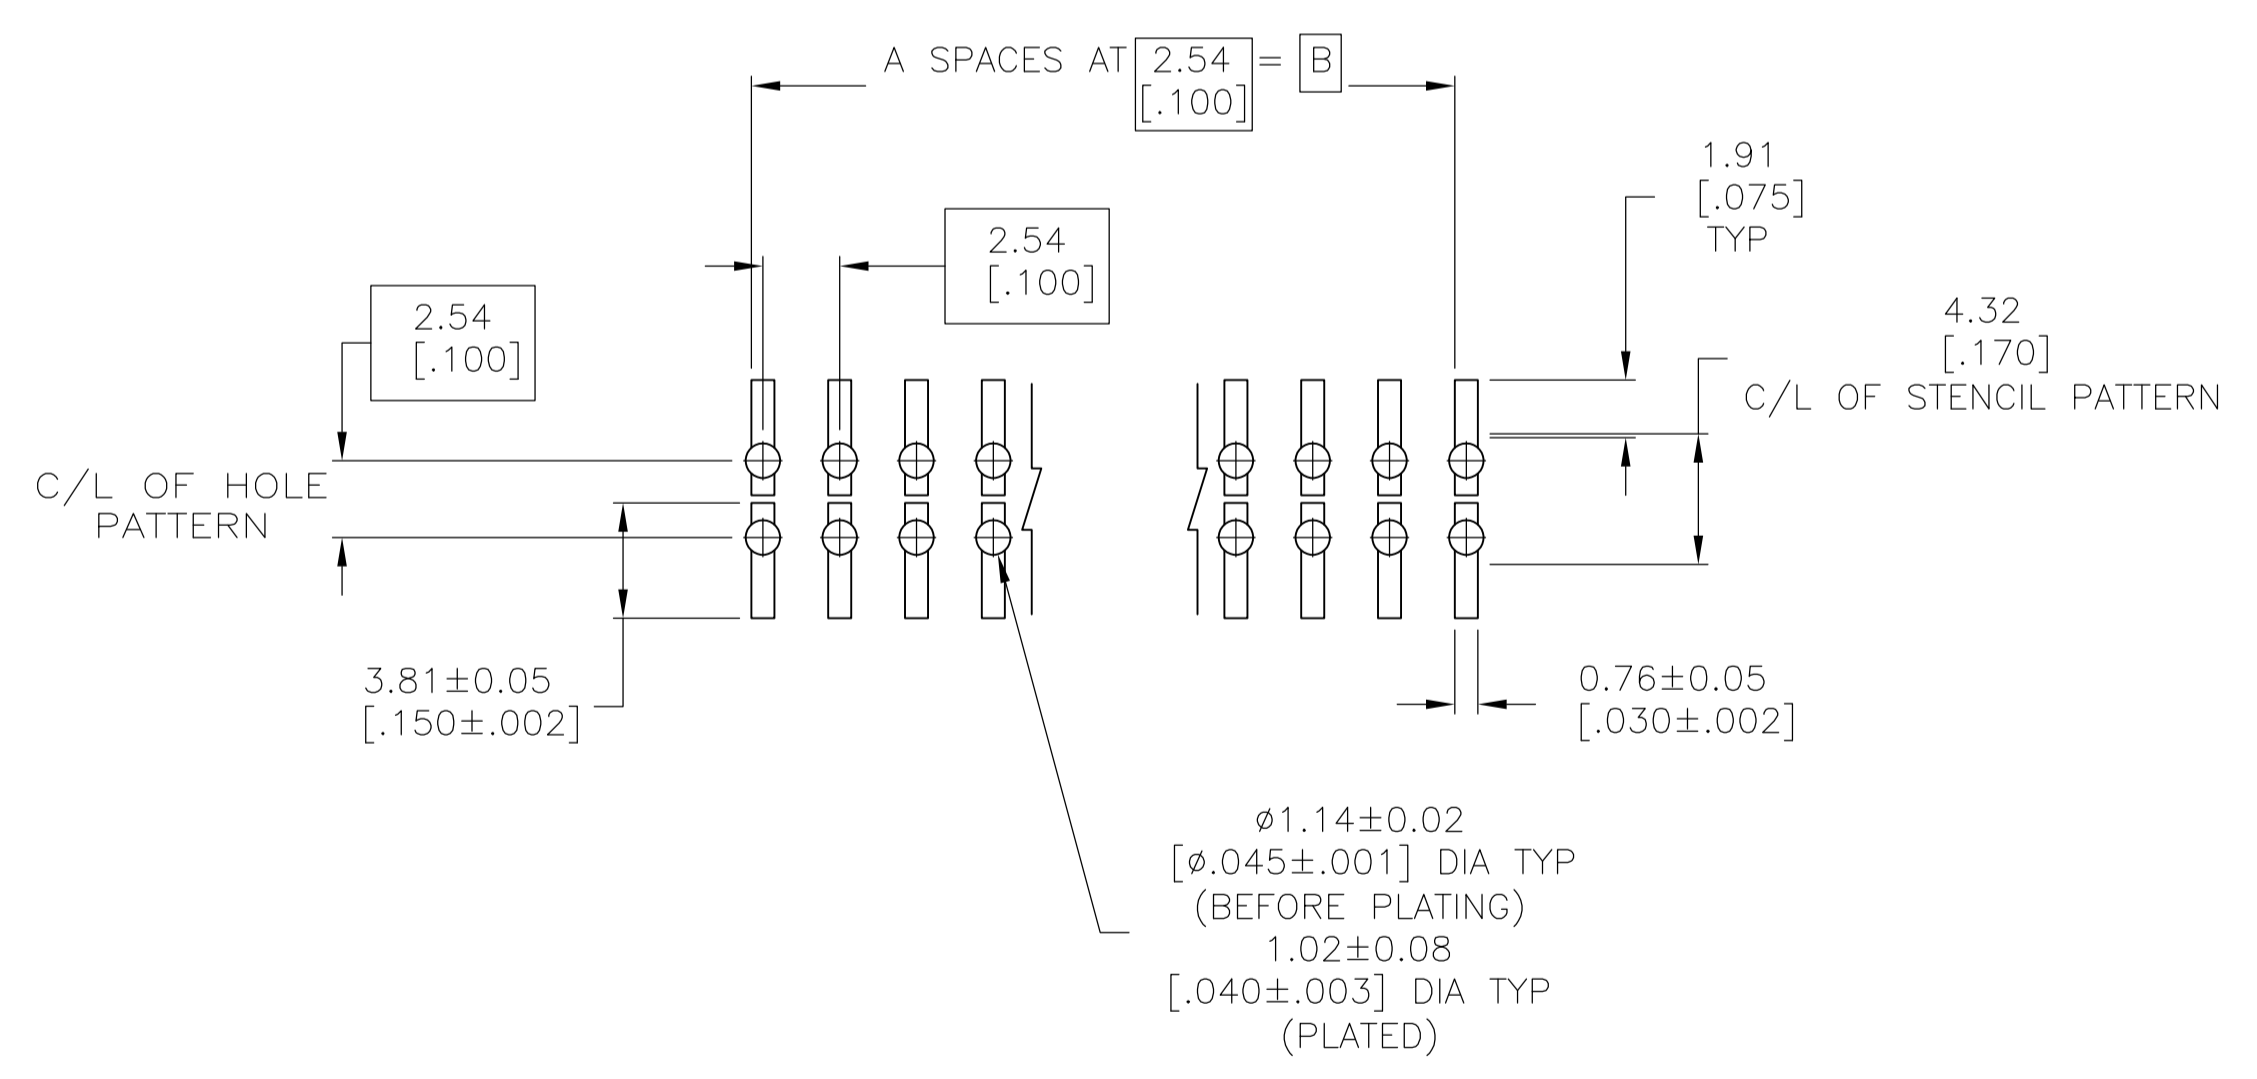 A SPACES AT 2.54 = B
[.100]
1.91
[.075]
TYP
2.54
[.100]
2.54
[.100]
4.32
[.170]
C/L OF STENCIL PATTERN
C/L OF HOLE
PATTERN
3.81±0.05
[.150±.002]
0.76±0.05
[.030±.002]
ø1.14±0.02
[ø.045±.001] DIA TYP
(BEFORE PLATING)
1.02±0.08
[.040±.003] DIA TYP
(PLATED)